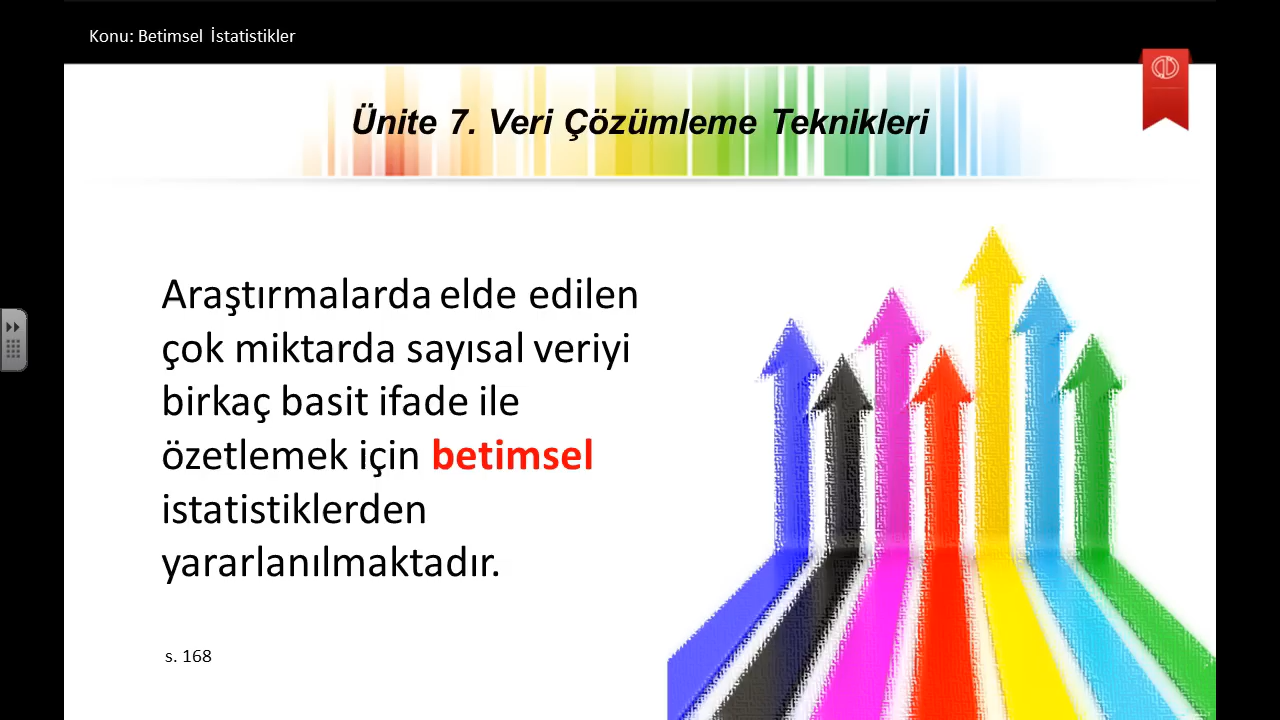 Konu: Betimsel İstatistikler
Ünite 7. Veri Çözümleme Teknikleri
Araştırmalarda elde edilen
çok miktarda sayısal veriyi
birkaç basit ifade ile
özetlemek için betimsel
istatistiklerden
yararlanılmaktadır.
s. 168